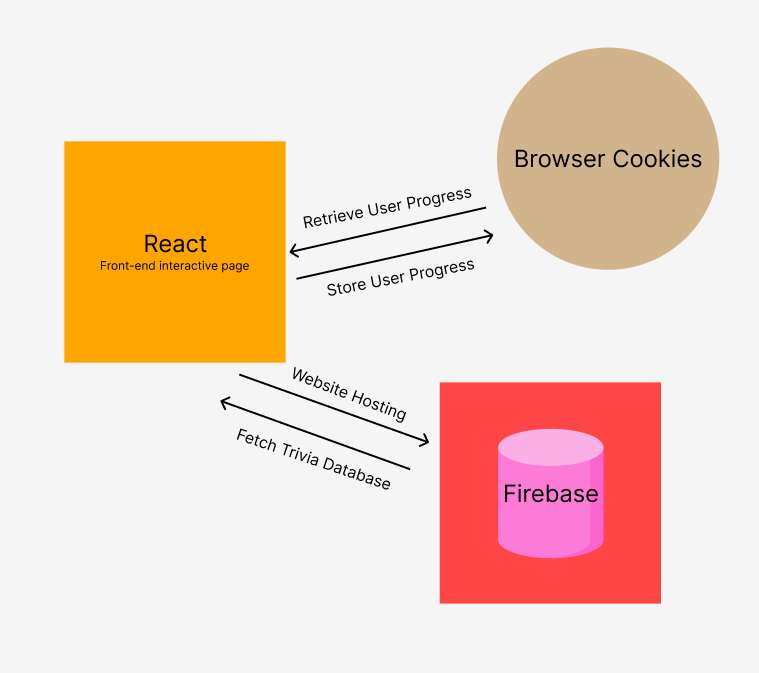 Browser Cookies
Retrieve User Progress
React
Front-end interactive page
Store User Progress
Website Hosting
Fetch Trivia Database
Firebase